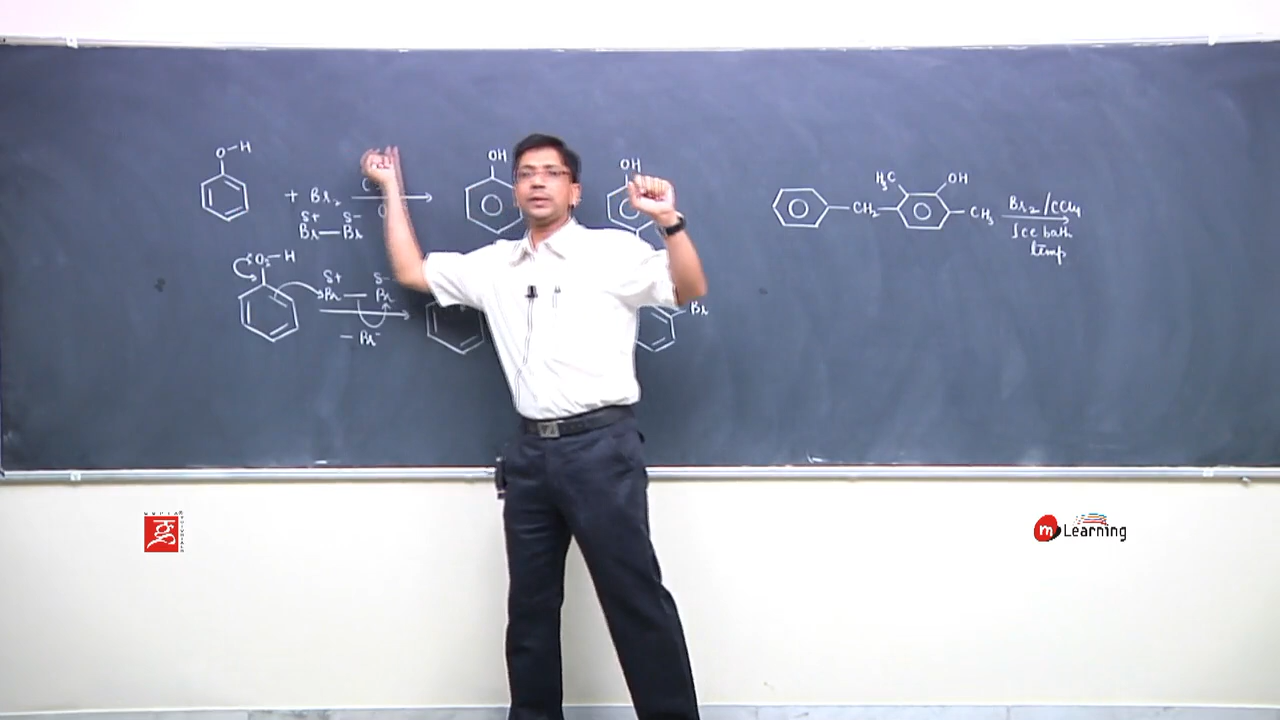 O-H
+ Br₂
δ+ δ-
Br—Br
O-H
δ+ δ-
Br — Br
- Br⁻
OH
OH
Br
H₃C
OH
CH₂
CH₃
Br₂/CCl₄
Ice bath
temp
GUPTA
m Learning